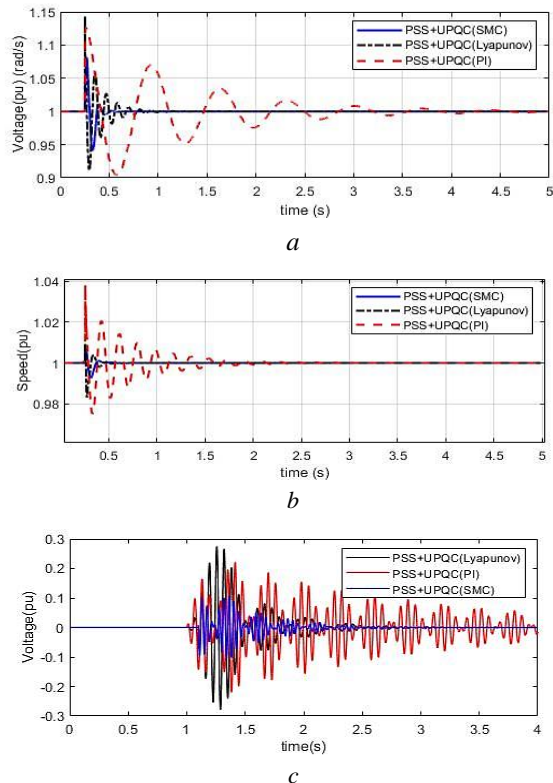 1.15
1.1
1.05
1
0.95
0.9
Voltage(pu) (rad/s)
PSS+UPQC(SMC)
PSS+UPQC(Lyapunov)
PSS+UPQC(PI)
0 0.5 1 1.5 2 2.5 3 3.5 4 4.5 5
time (s)
a
1.04
1.02
1
0.98
Speed(pu)
PSS+UPQC(SMC)
PSS+UPQC(Lyapunov)
PSS+UPQC(PI)
0.5 1 1.5 2 2.5 3 3.5 4 4.5 5
time (s)
b
0.3
0.2
0.1
0
-0.1
-0.2
-0.3
Voltage(pu)
PSS+UPQC(Lyapunov)
PSS+UPQC(PI)
PSS+UPQC(SMC)
0 0.5 1 1.5 2 2.5 3 3.5 4
time(s)
c